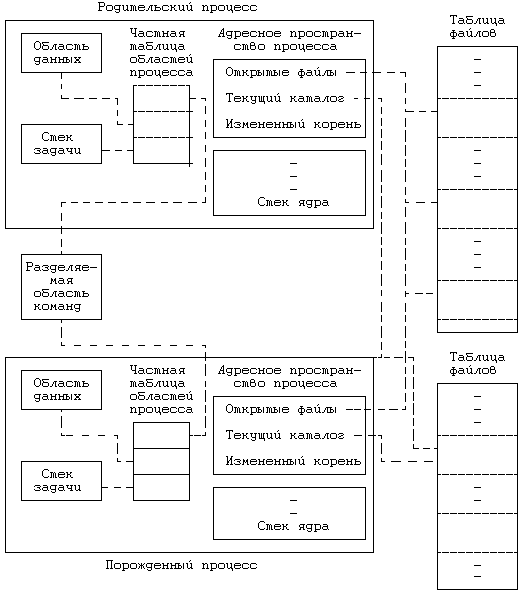 Родительский процесс
Область
данных
Стек
задачи
Частная
таблица
областей
процесса
Адресное простран-
ство процесса
Открытые файлы
Текущий каталог
Измененный корень
Стек ядра
Таблица
файлов
Разделяе-
мая
область
команд
Область
данных
Стек
задачи
Частная
таблица
областей
процесса
Адресное простран-
ство процесса
Открытые файлы
Текущий каталог
Измененный корень
Стек ядра
Таблица
файлов
Порожденный процесс